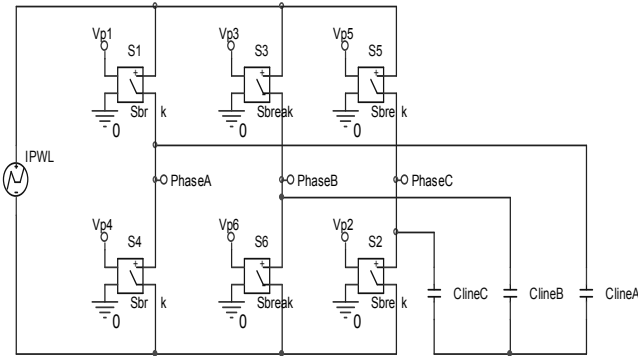 Vp1 S1 Vp3 S3 Vp5 S5
+ + +
Sbr k Sbreak Sbre k
0 0 0
IPWL
+
-
PhaseA PhaseB PhaseC
Vp4 S4 Vp6 S6 Vp2 S2
+ + +
Sbr k Sbreak Sbre k
0 0 0
ClineC ClineB ClineA